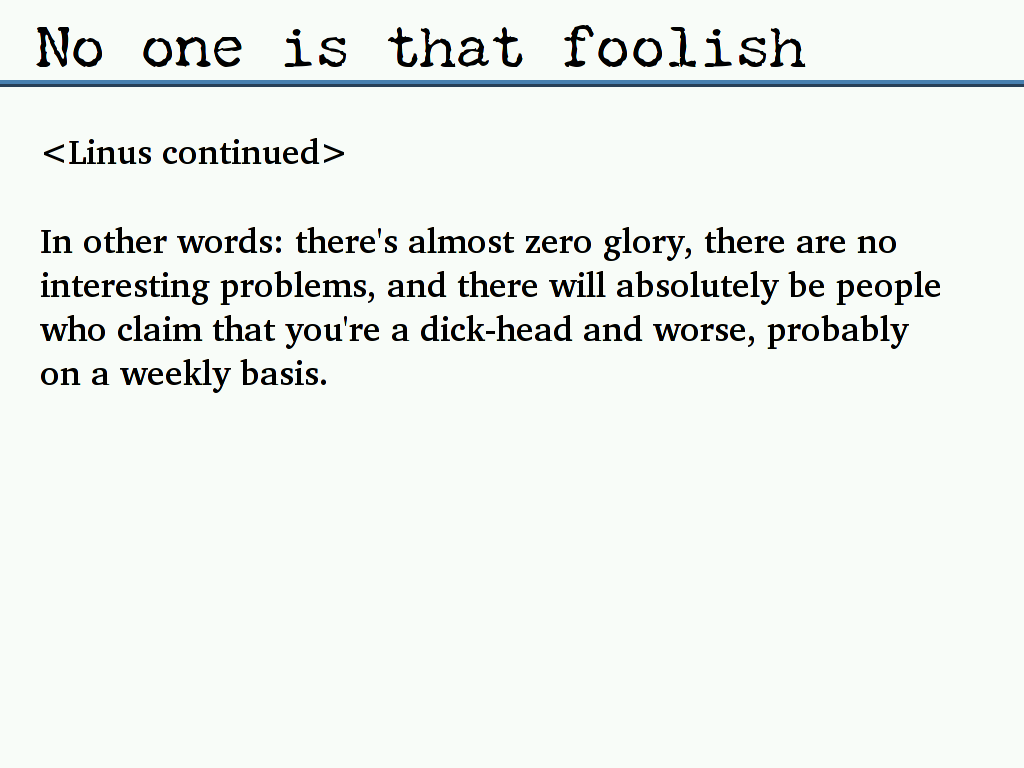 No one is that foolish
<Linus continued>
In other words: there's almost zero glory, there are no
interesting problems, and there will absolutely be people
who claim that you're a dick-head and worse, probably
on a weekly basis.